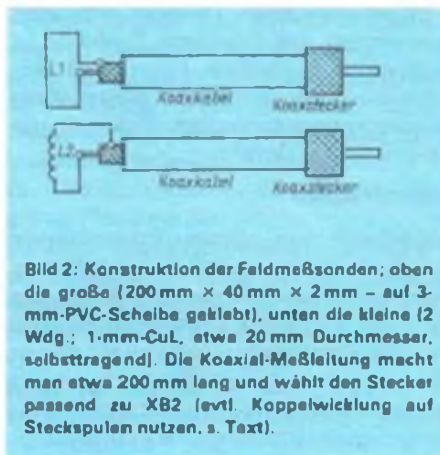 L1
Koaxkabel
Koaxstecker
L2
Koaxkabel
Koaxstecker
Bild 2: Konstruktion der Feldmeßsonden; oben
die große (200 mm × 40 mm × 2 mm – auf 3-
mm-PVC-Scheibe geklebt), unten die kleine (2
Wdg.; 1-mm-CuL, etwa 20 mm Durchmesser,
selbsttragend). Die Koaxial-Meßleitung macht
man etwa 200 mm lang und wählt den Stecker
passend zu XB2 (evtl. Koppelwicklung auf
Steckspulen nutzen, s. Text).